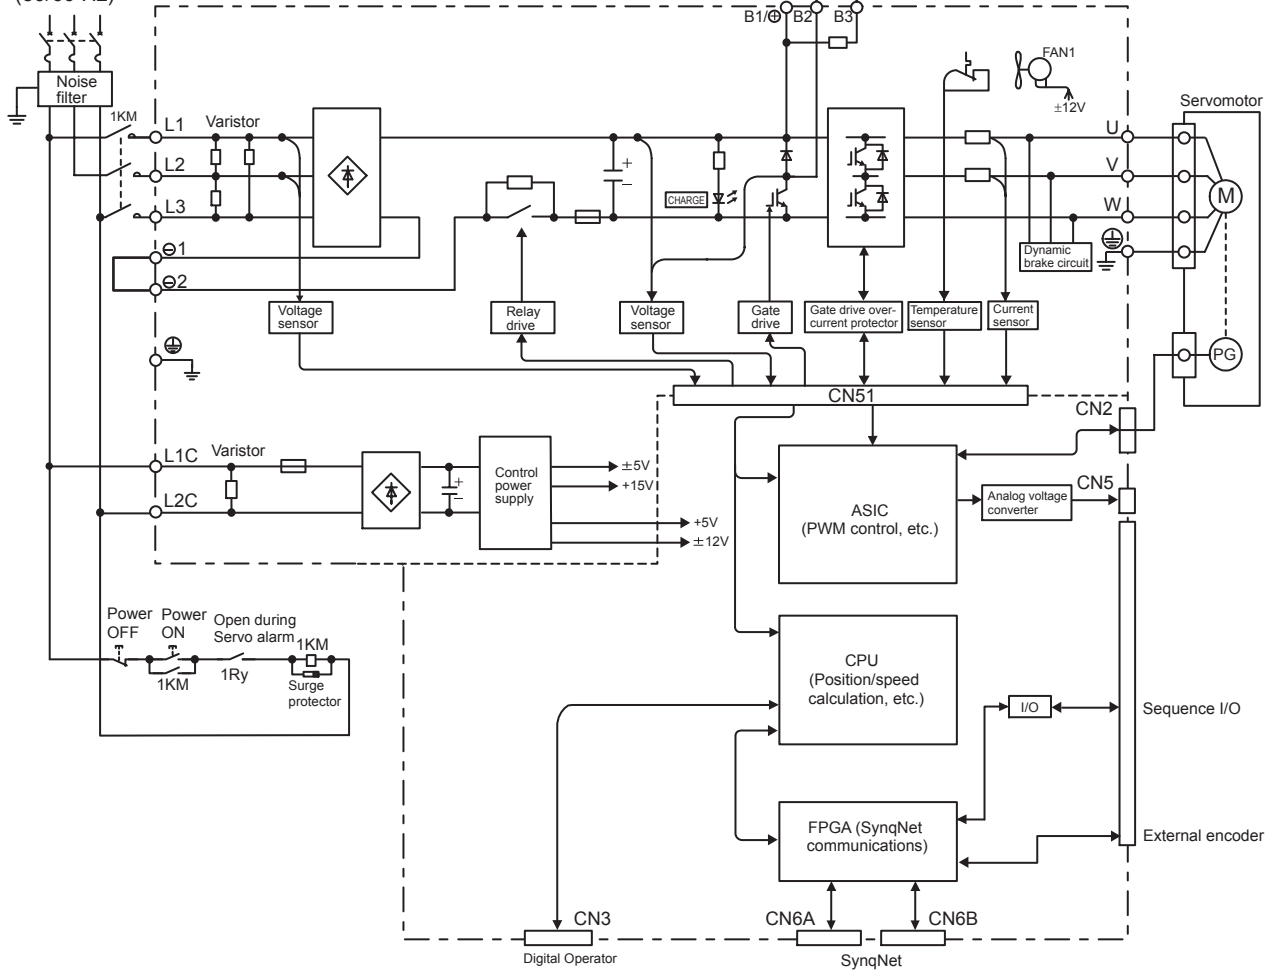 B1/⊕ B2 B3
FAN1
±12V
Noise
filter
1KM
L1
Varistor
L2
L3
⊖1
⊖2
+
−
CHARGE
U
V
W
Servomotor
M
PG
Dynamic
brake circuit
Voltage
sensor
Relay
drive
Voltage
sensor
Gate
drive
Gate drive over-
current protector
Temperature
sensor
Current
sensor
CN51
CN2
L1C
Varistor
L2C
+
−
Control
power
supply
±5V
+15V
+5V
±12V
ASIC
(PWM control, etc.)
Analog voltage
converter
CN5
Power
OFF
Power
ON
Open during
Servo alarm
1KM
1KM
1Ry
Surge
protector
CPU
(Position/speed
calculation, etc.)
I/O
Sequence I/O
FPGA (SynqNet
communications)
External encoder
CN3
CN6A
CN6B
Digital Operator
SynqNet